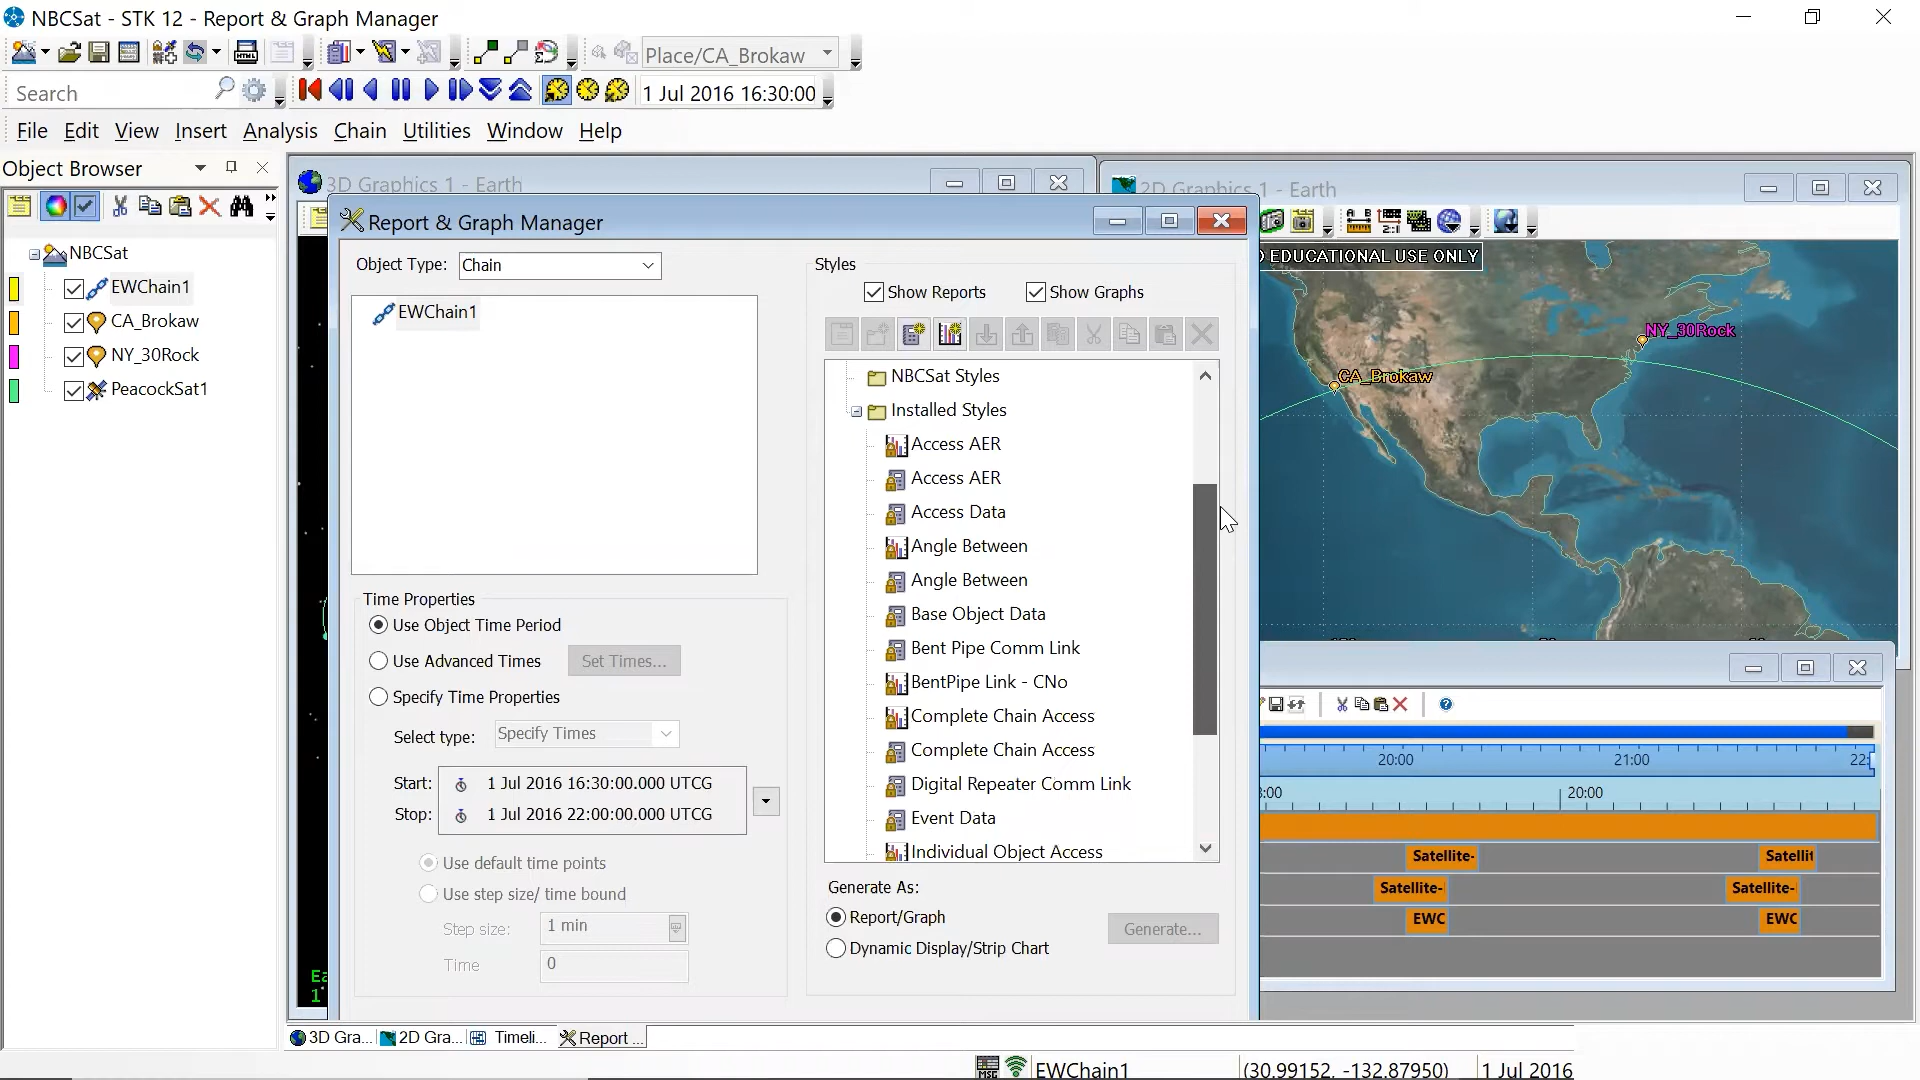 NBCSat - STK 12 - Report & Graph Manager
Place/CA_Brokaw
Search
1 Jul 2016 16:30:00
File Edit View Insert Analysis Chain Utilities Window Help
Object Browser
NBCSat
EWChain1
CA_Brokaw
NY_30Rock
PeacockSat1
3D Graphics 1 - Earth
2D Graphics 1 - Earth
Report & Graph Manager
Object Type: Chain
EWChain1
Time Properties
Use Object Time Period
Use Advanced Times Set Times...
Specify Time Properties
Select type: Specify Times
Start: 1 Jul 2016 16:30:00.000 UTCG
Stop: 1 Jul 2016 22:00:00.000 UTCG
Use default time points
Use step size/ time bound
Step size: 1 min
Time 0
Styles
Show Reports Show Graphs
NBCSat Styles
Installed Styles
Access AER
Access AER
Access Data
Angle Between
Angle Between
Base Object Data
Bent Pipe Comm Link
BentPipe Link - CNo
Complete Chain Access
Complete Chain Access
Digital Repeater Comm Link
Event Data
Individual Object Access
Generate As:
Report/Graph
Generate...
Dynamic Display/Strip Chart
EDUCATIONAL USE ONLY
NY_30Rock
CA_Brokaw
20:00 21:00 22:
:00 20:00
Satellite- Satellit
Satellite- Satellite-
EWC EWC
Ea
1
3D Gra... 2D Gra... Timeli... Report ...
MSG EWChain1 (30.99152, -132.87950) 1 Jul 2016